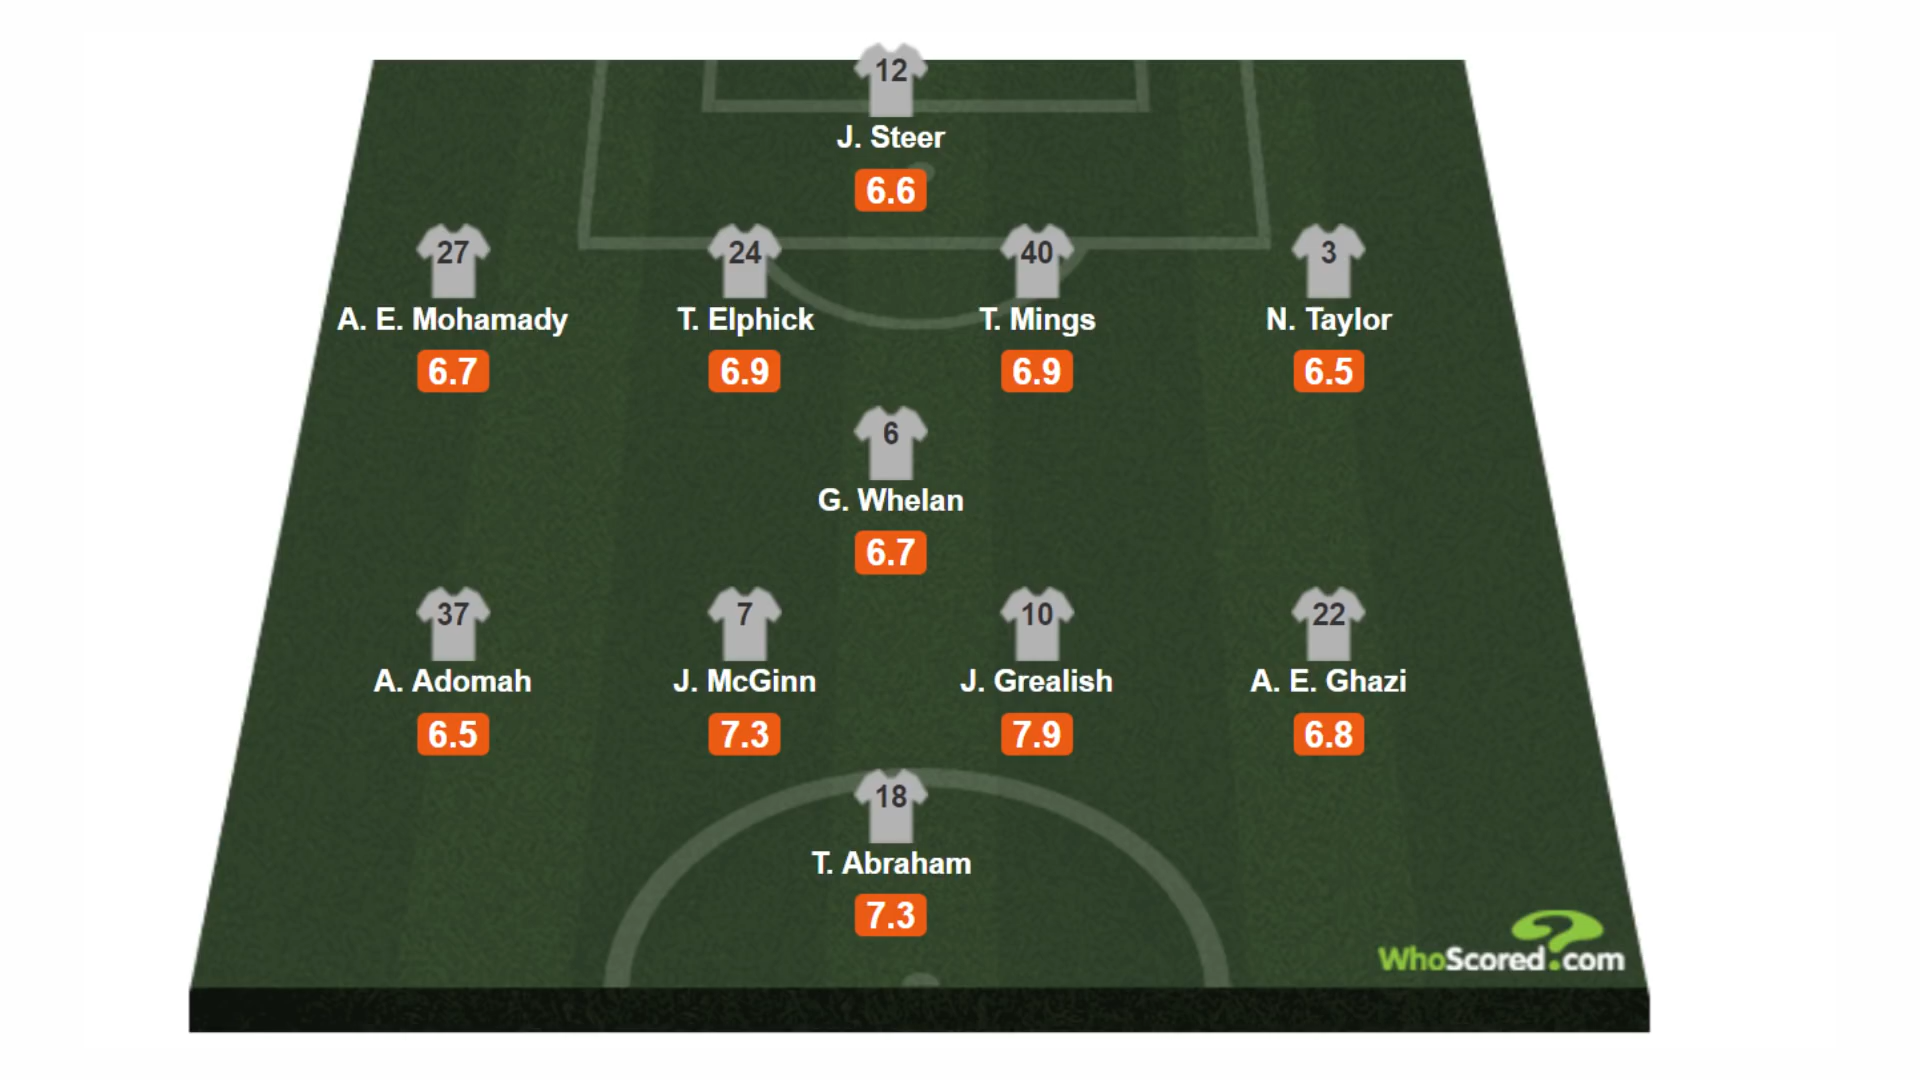 12
J. Steer
6.6
27 24 40 3
A. E. Mohamady T. Elphick T. Mings N. Taylor
6.7 6.9 6.9 6.5
6
G. Whelan
6.7
37 7 10 22
A. Adomah J. McGinn J. Grealish A. E. Ghazi
6.5 7.3 7.9 6.8
18
T. Abraham
7.3
WhoScored.com